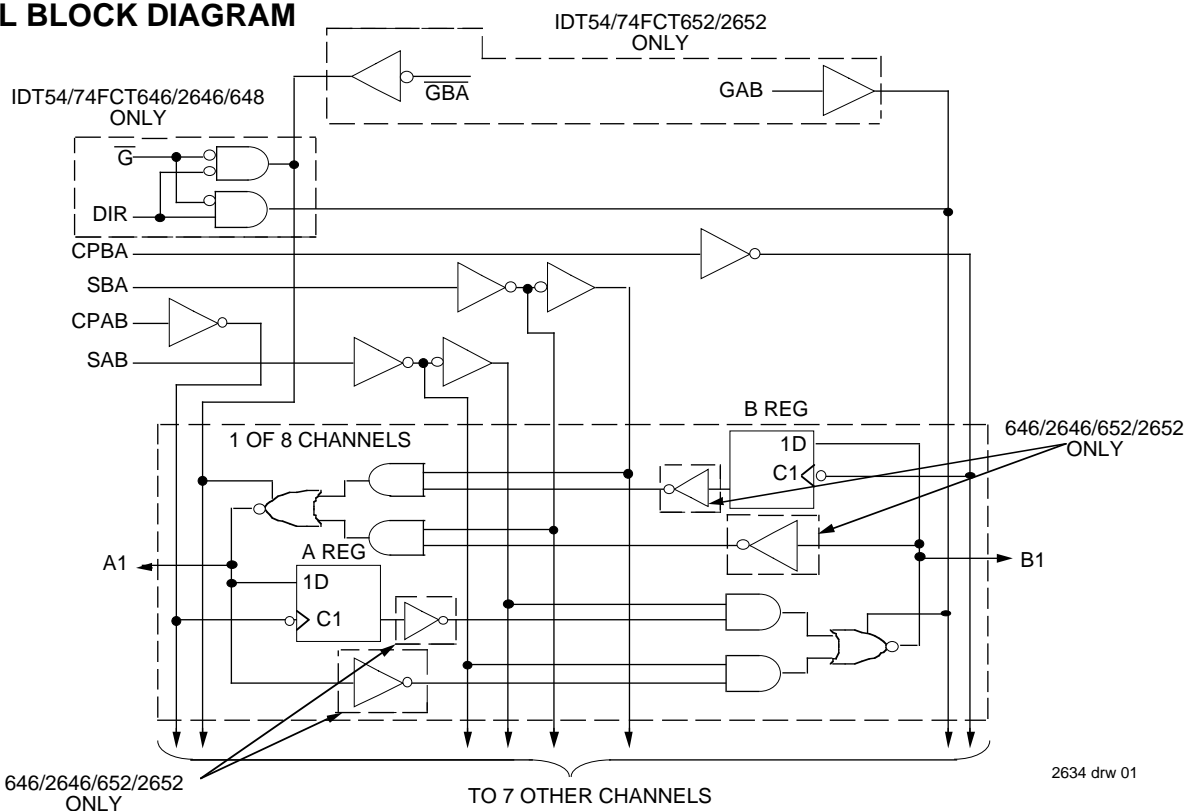 L BLOCK DIAGRAM
IDT54/74FCT652/2652
ONLY
GBA
GAB
IDT54/74FCT646/2646/648
ONLY
G
DIR
CPBA
SBA
CPAB
SAB
B REG
1 OF 8 CHANNELS
1D
C1
646/2646/652/2652
ONLY
A REG
A1
1D
C1
B1
646/2646/652/2652
ONLY
TO 7 OTHER CHANNELS
2634 drw 01